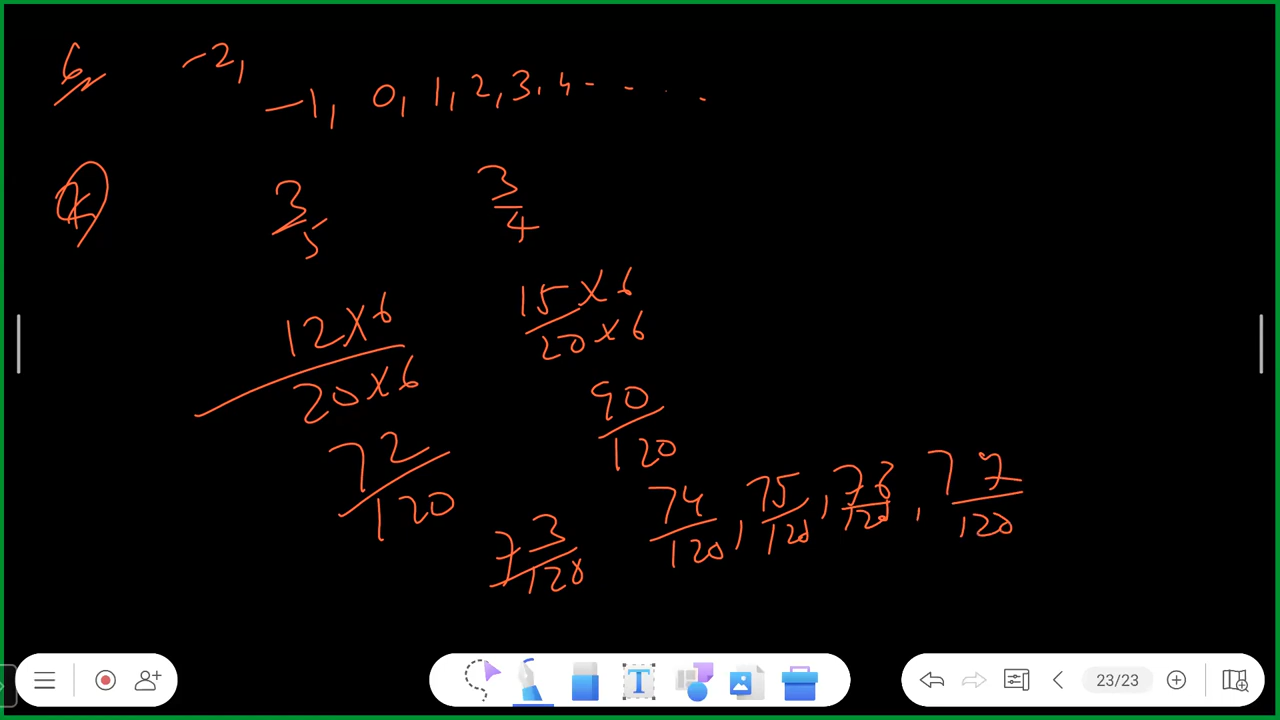 6 -2,
-1, 0, 1, 2, 3, 4 - - . .
3/5 3/4
12×6/20×6 15×6/20×6
72/120 90/120
73/120 74/120, 75/120, 76/120, 77/120
T
23/23